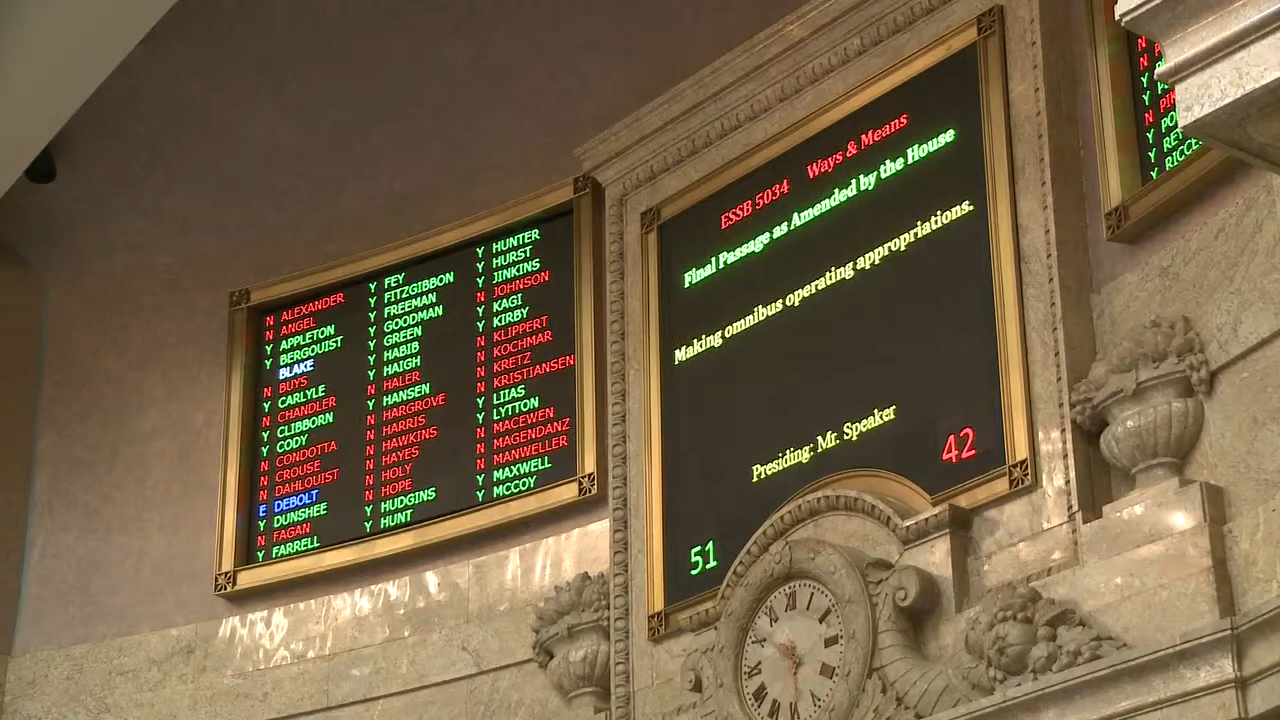 N ALEXANDER
N ANGEL
Y APPLETON
Y BERGQUIST
BLAKE
N BUYS
Y CARLYLE
N CHANDLER
Y CLIBBORN
Y CODY
N CONDOTTA
N CROUSE
N DAHLQUIST
E DEBOLT
Y DUNSHEE
N FAGAN
Y FARRELL
Y FEY
Y FITZGIBBON
Y FREEMAN
Y GOODMAN
Y GREEN
Y HABIB
Y HAIGH
N HALER
Y HANSEN
N HARGROVE
N HARRIS
N HAWKINS
N HAYES
N HOLY
N HOPE
Y HUDGINS
Y HUNT
Y HUNTER
Y HURST
Y JINKINS
N JOHNSON
Y KAGI
Y KIRBY
N KLIPPERT
N KOCHMAR
N KRETZ
N KRISTIANSEN
Y LIIAS
Y LYTTON
N MACEWEN
N MAGENDANZ
N MANWELLER
Y MAXWELL
Y MCCOY
ESSB 5034 Ways & Means
Final Passage as Amended by the House
Making omnibus operating appropriations.
Presiding: Mr. Speaker
51
42